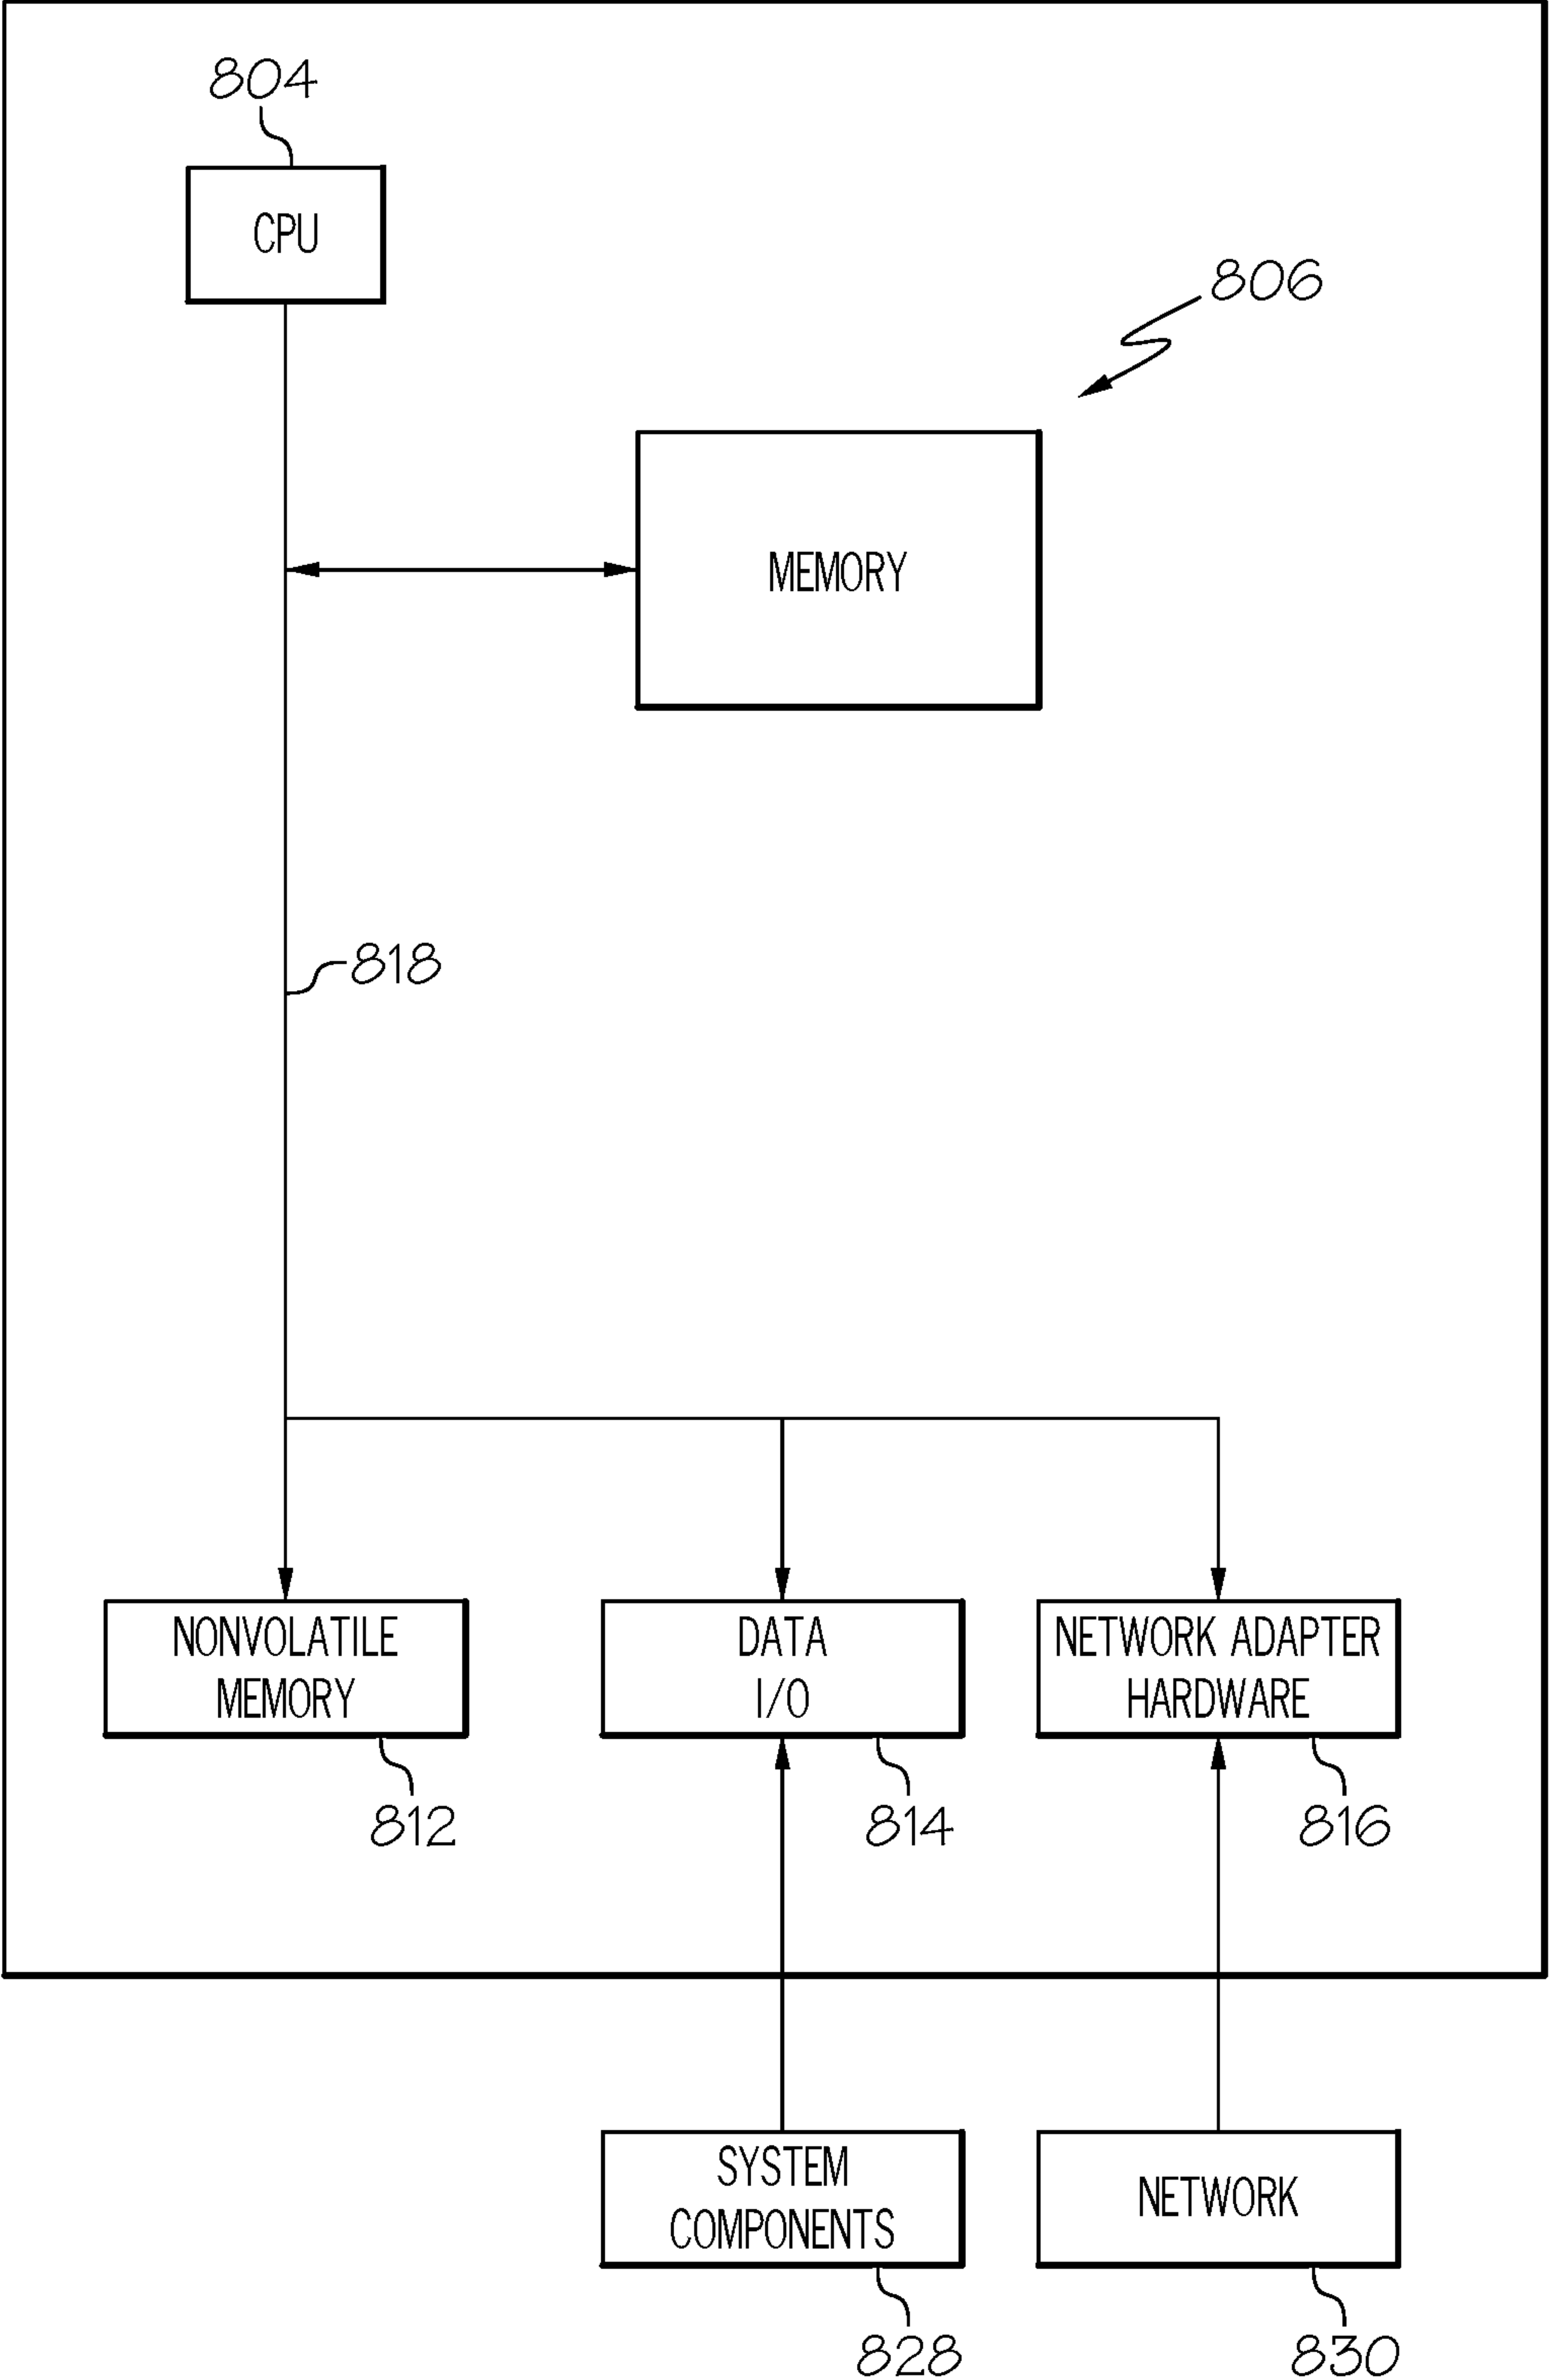 804
CPU
806
MEMORY
818
NONVOLATILE
MEMORY
DATA
I/O
NETWORK ADAPTER
HARDWARE
812
814
816
SYSTEM
COMPONENTS
NETWORK
828
830